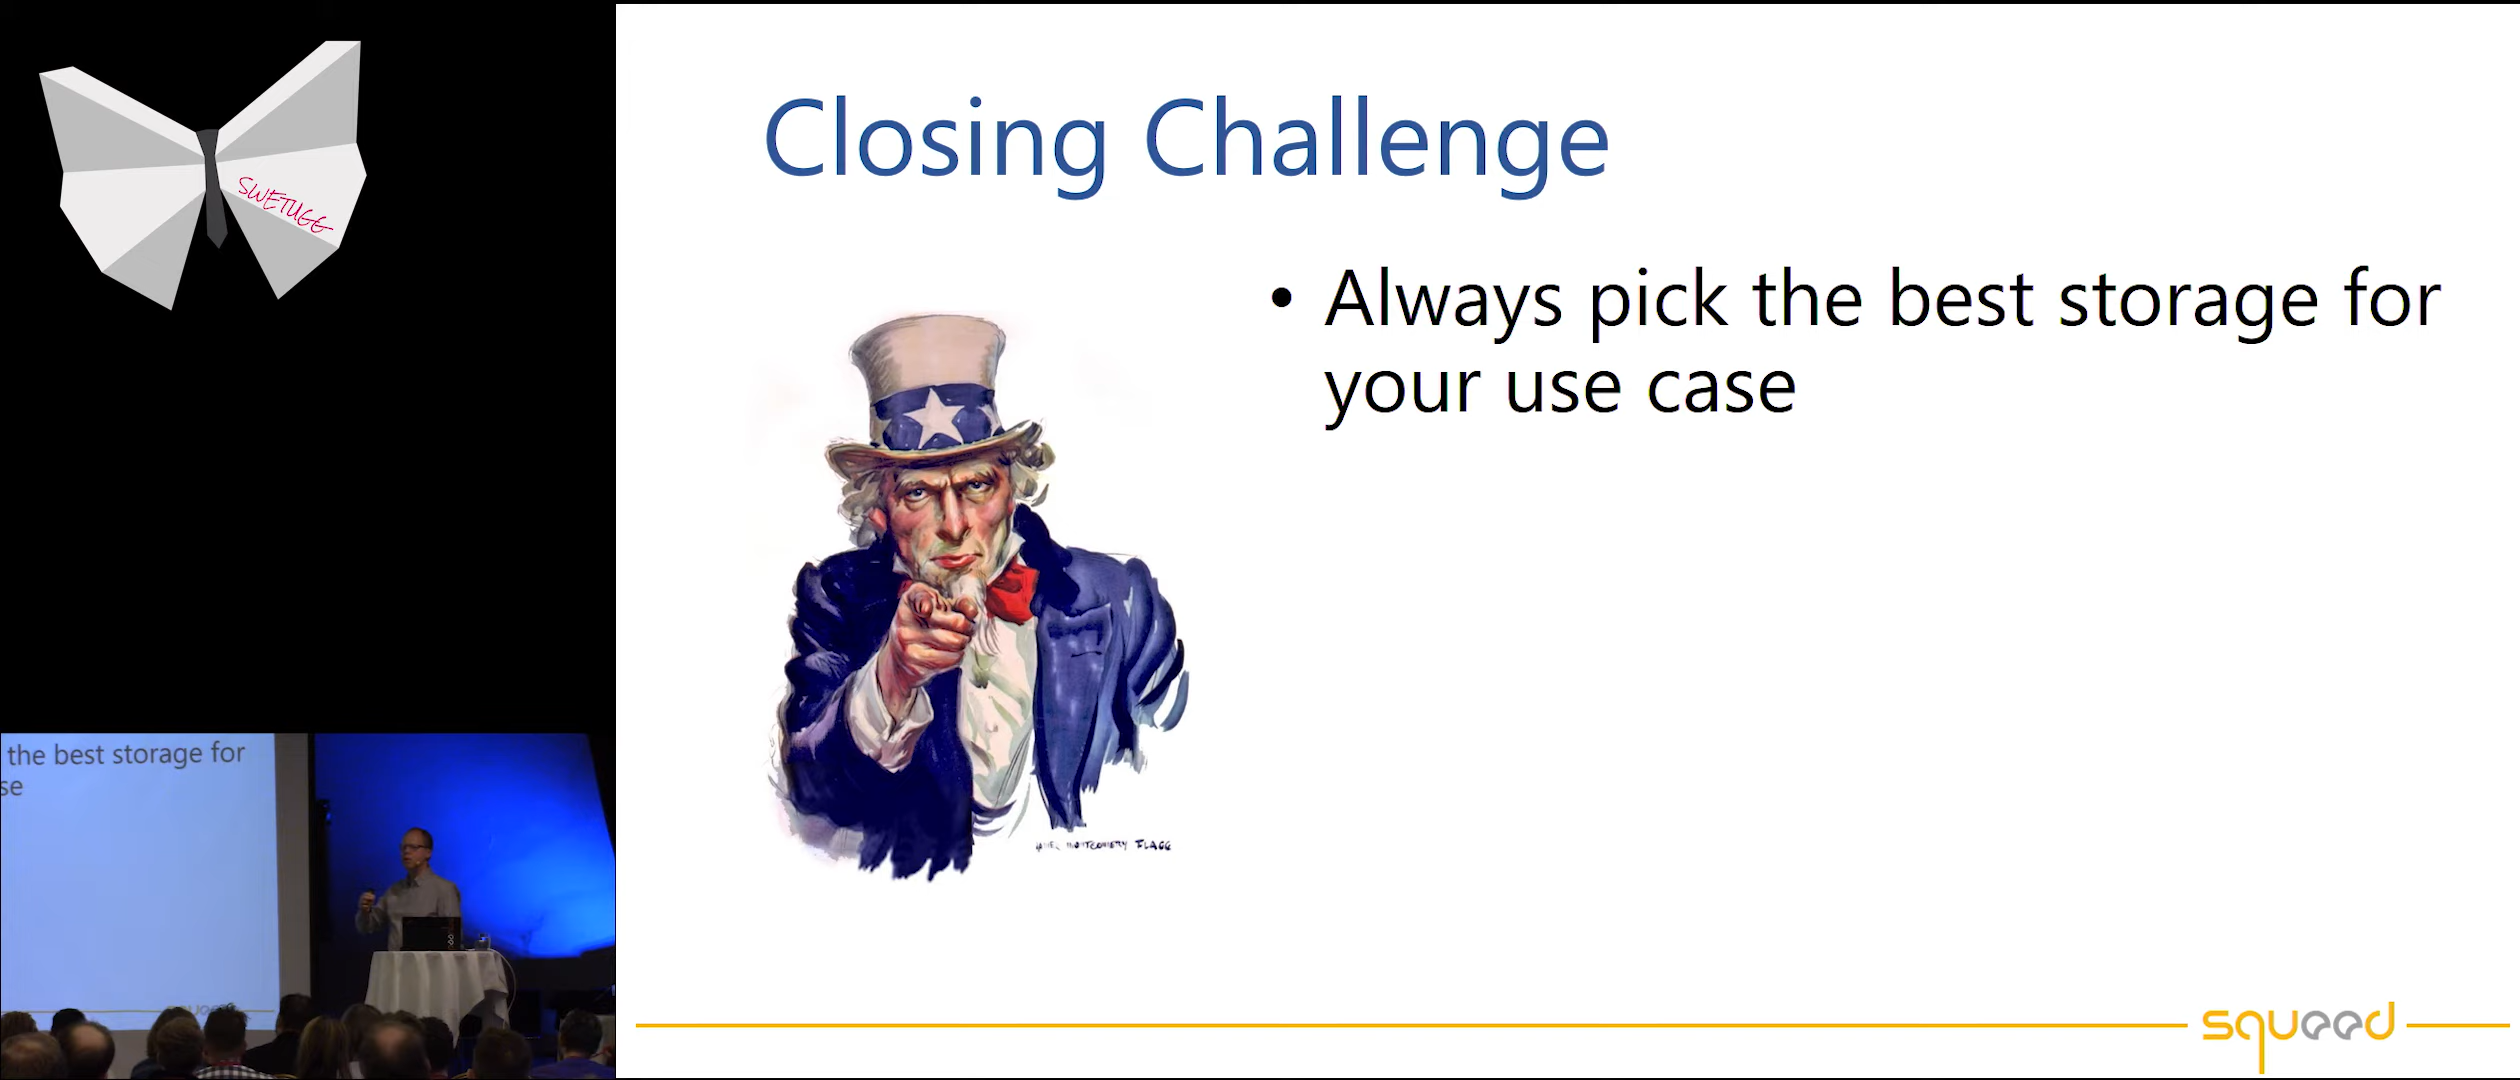 SWETUGG
Closing Challenge
• Always pick the best storage for
your use case
MONTGOMERY FLAGG
the best storage for
se
squeed